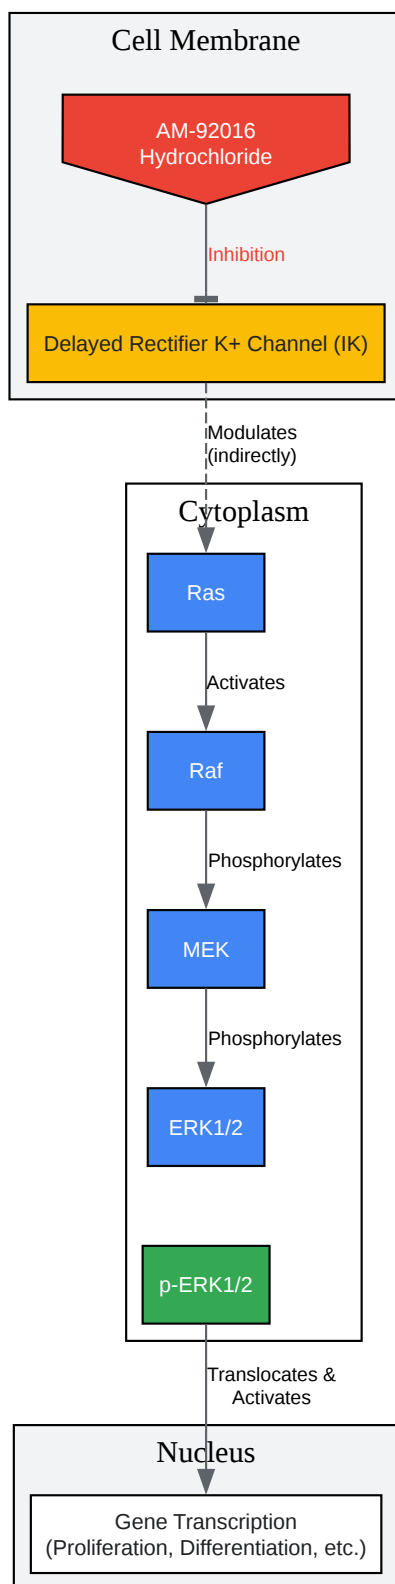 Cell Membrane
AM-92016
Hydrochloride
Inhibition
Delayed Rectifier K+ Channel (IK)
Modulates
(indirectly)
Cytoplasm
Ras
Activates
Raf
Phosphorylates
MEK
Phosphorylates
ERK1/2
p-ERK1/2
Translocates &
Activates
Nucleus
Gene Transcription
(Proliferation, Differentiation, etc.)